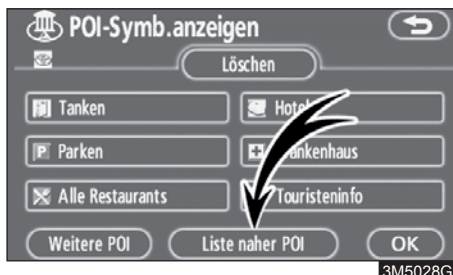 POI-Symb.anzeigen
Löschen
Tanken
Parken
P
Alle Restaurants
Touristeninfo
Weitere POI
Liste naher POI
OK
3M5028G